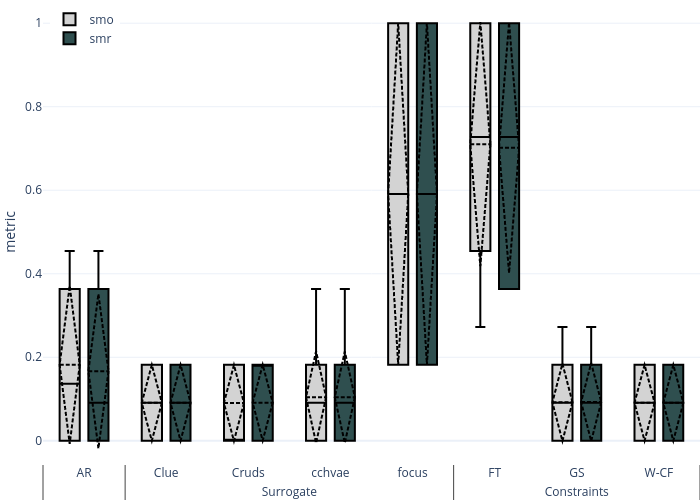 smo
smr
1
0.8
0.6
0.4
0.2
0
metric
AR
Clue
Cruds
cchvae
focus
FT
GS
W-CF
Surrogate
Constraints